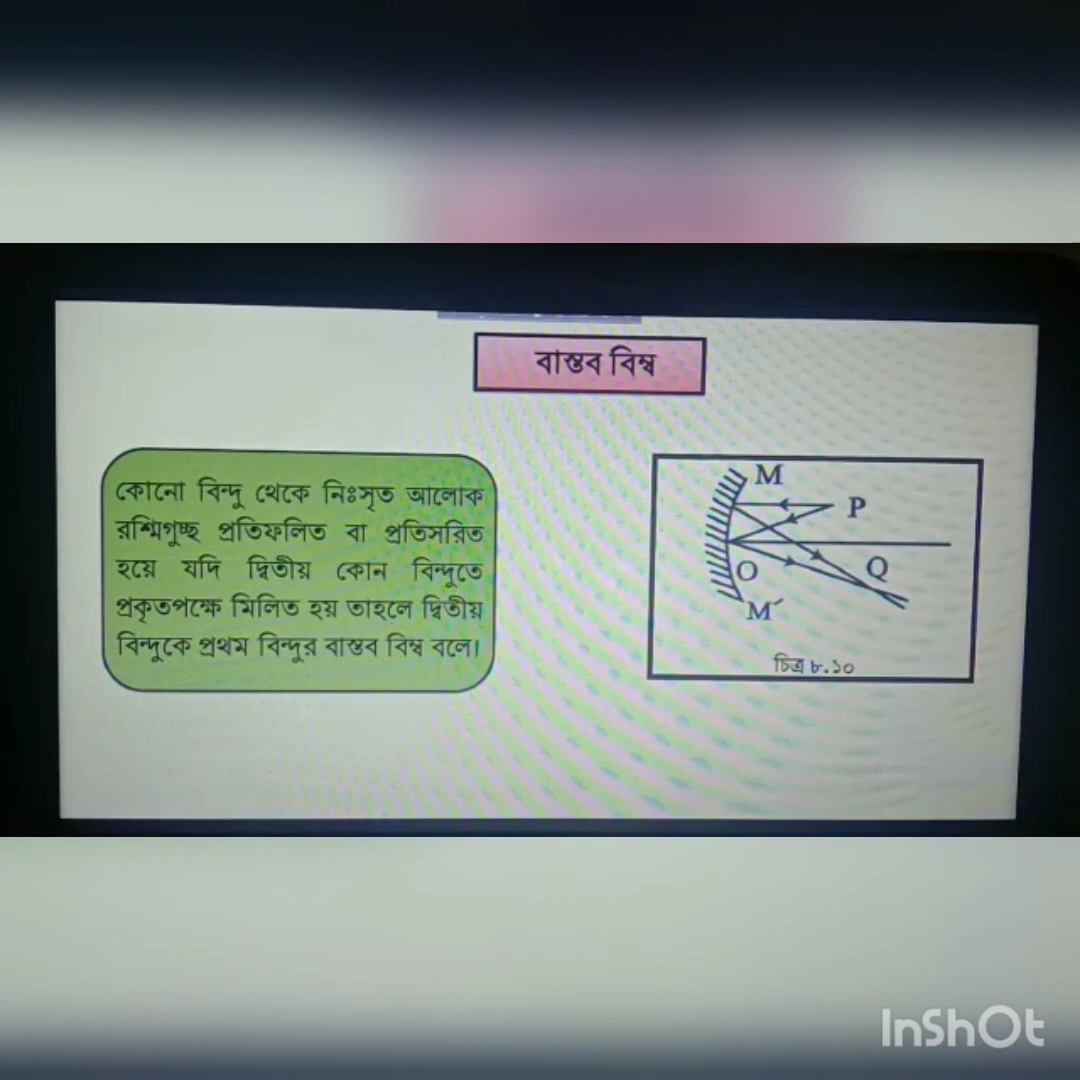 বাস্তব বিম্ব
কোনো বিন্দু থেকে নিঃসৃত আলোক
রশ্মিগুচ্ছ প্রতিফলিত বা প্রতিসরিত
হয়ে যদি দ্বিতীয় কোন বিন্দুতে
প্রকৃতপক্ষে মিলিত হয় তাহলে দ্বিতীয়
বিন্দুকে প্রথম বিন্দুর বাস্তব বিম্ব বলে।
M
P
O
Q
M´
চিত্র ৮.১০
InShOt